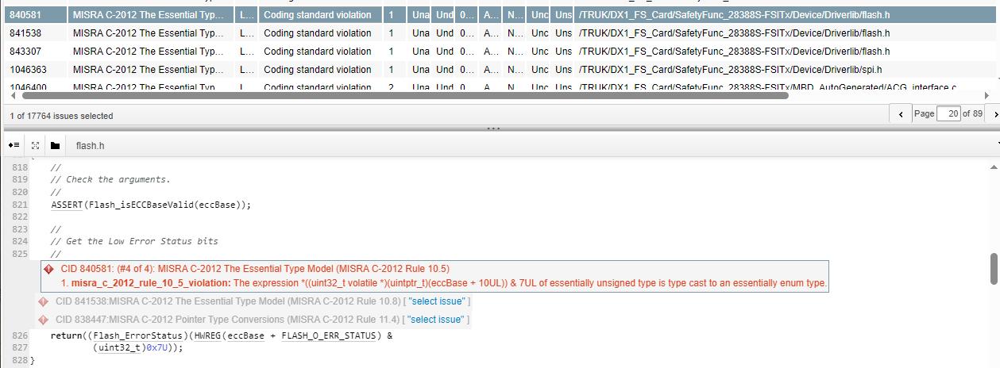 840581 MISRA C-2012 The Essential Typ... L... Coding standard violation 1 Una Und 0... A... N... Unc Uns /TRUK/DX1_FS_Card/SafetyFunc_28388S-FSITx/Device/Driverlib/flash.h
841538 MISRA C-2012 The Essential Typ... L... Coding standard violation 1 Una Und 0... A... N... Unc Uns /TRUK/DX1_FS_Card/SafetyFunc_28388S-FSITx/Device/Driverlib/flash.h
843307 MISRA C-2012 The Essential Typ... L... Coding standard violation 1 Una Und 0... A... N... Unc Uns /TRUK/DX1_FS_Card/SafetyFunc_28388S-FSITx/Device/Driverlib/flash.h
1046363 MISRA C-2012 The Essential Typ... L... Coding standard violation 1 Una Und 0... A... N... Unc Uns /TRUK/DX1_FS_Card/SafetyFunc_28388S-FSITx/Device/Driverlib/spi.h
1046400 MISRA C-2012 The Essential Typ... L... Coding standard violation 2 Una Und 0... A... N... Unc Uns /TRUK/DX1_FS_Card/SafetyFunc_28388S-FSITx/MBD_AutoGenerated/ACG_interface.c
1 of 17764 issues selected Page 20 of 89
flash.h
818 //
819 // Check the arguments.
820 //
821 ASSERT(Flash_isECCBaseValid(eccBase));
822
823 //
824 // Get the Low Error Status bits
825 //
CID 840581: (#4 of 4): MISRA C-2012 The Essential Type Model (MISRA C-2012 Rule 10.5)
1. misra_c_2012_rule_10_5_violation: The expression *((uint32_t volatile *)(uintptr_t)(eccBase + 10UL)) & 7UL of essentially unsigned type is type cast to an essentially enum type.
CID 841538:MISRA C-2012 The Essential Type Model (MISRA C-2012 Rule 10.8) [ "select issue" ]
CID 838447:MISRA C-2012 Pointer Type Conversions (MISRA C-2012 Rule 11.4) [ "select issue" ]
826 return((Flash_ErrorStatus)(HWREG(eccBase + FLASH_O_ERR_STATUS) &
827 (uint32_t)0x7U));
828 }